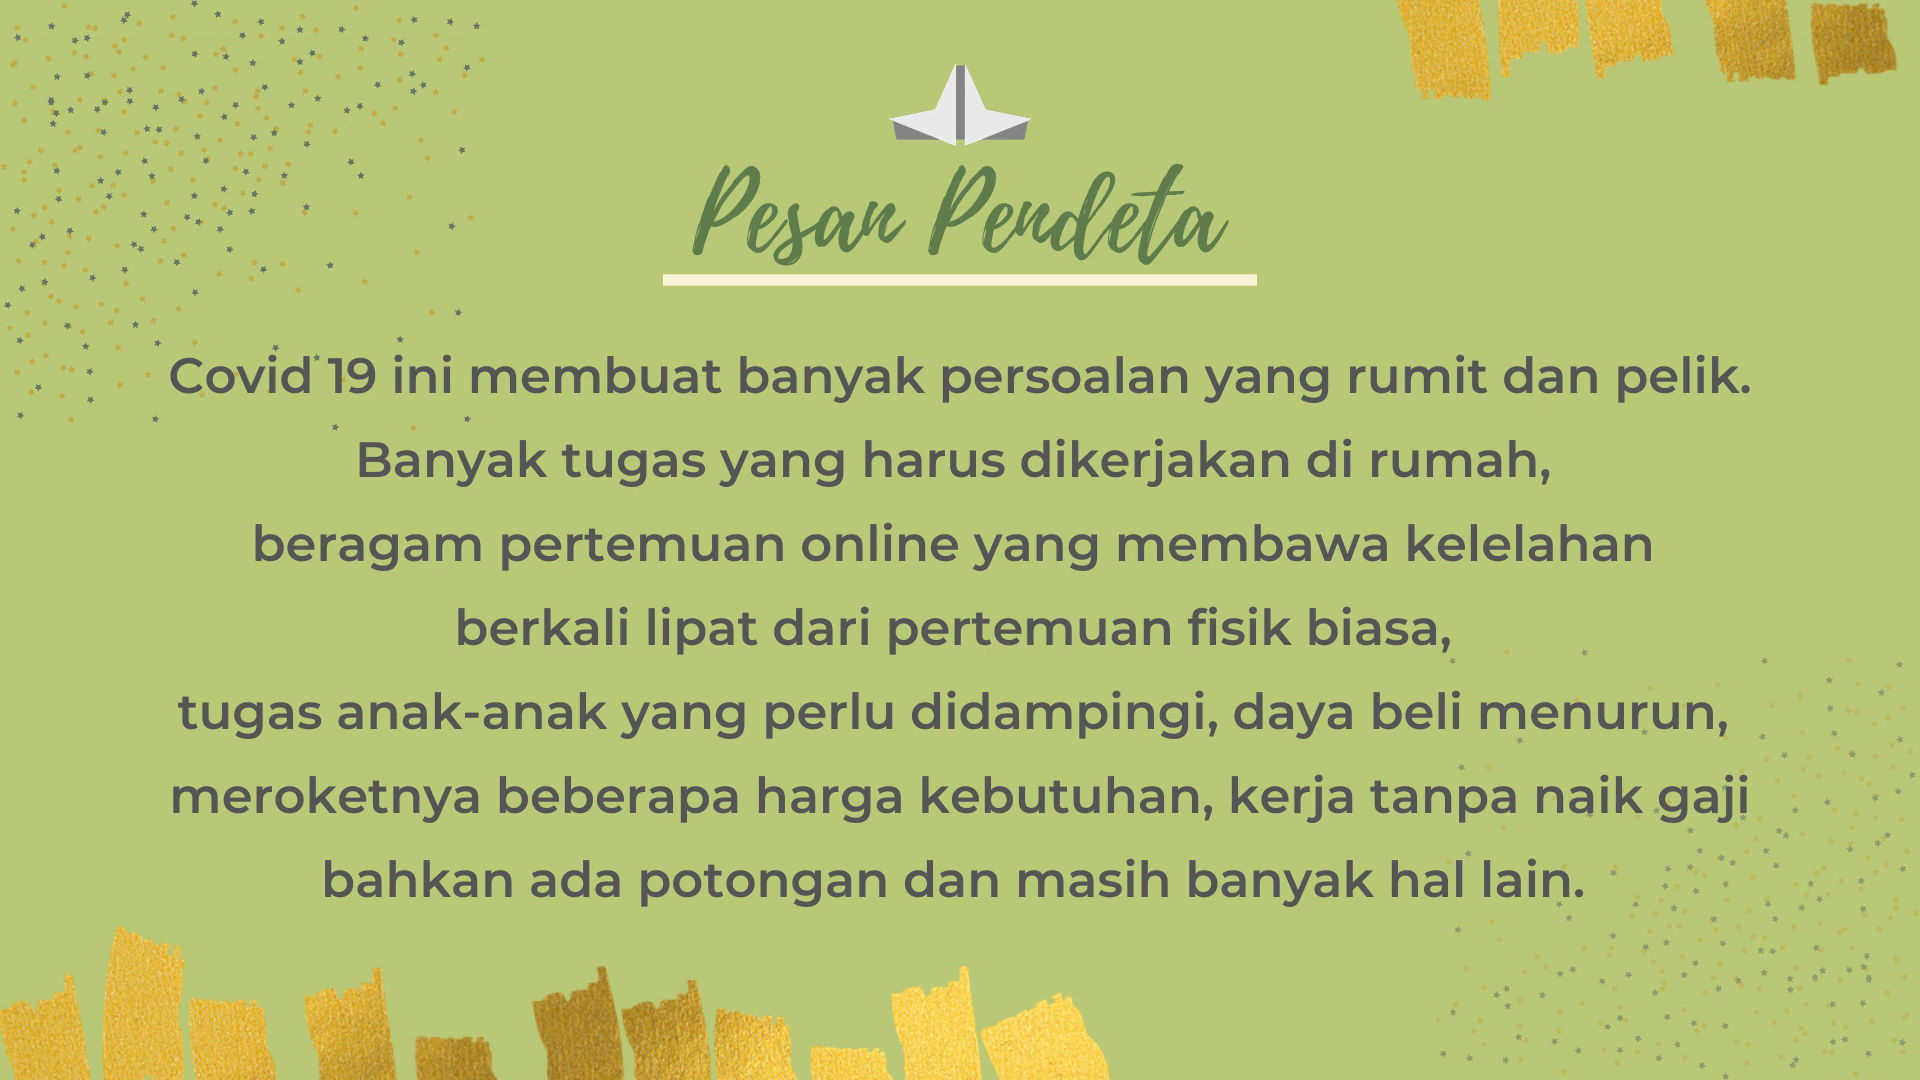 Pesan Pendeta
Covid 19 ini membuat banyak persoalan yang rumit dan pelik.
Banyak tugas yang harus dikerjakan di rumah,
beragam pertemuan online yang membawa kelelahan
berkali lipat dari pertemuan fisik biasa,
tugas anak-anak yang perlu didampingi, daya beli menurun,
meroketnya beberapa harga kebutuhan, kerja tanpa naik gaji
bahkan ada potongan dan masih banyak hal lain.